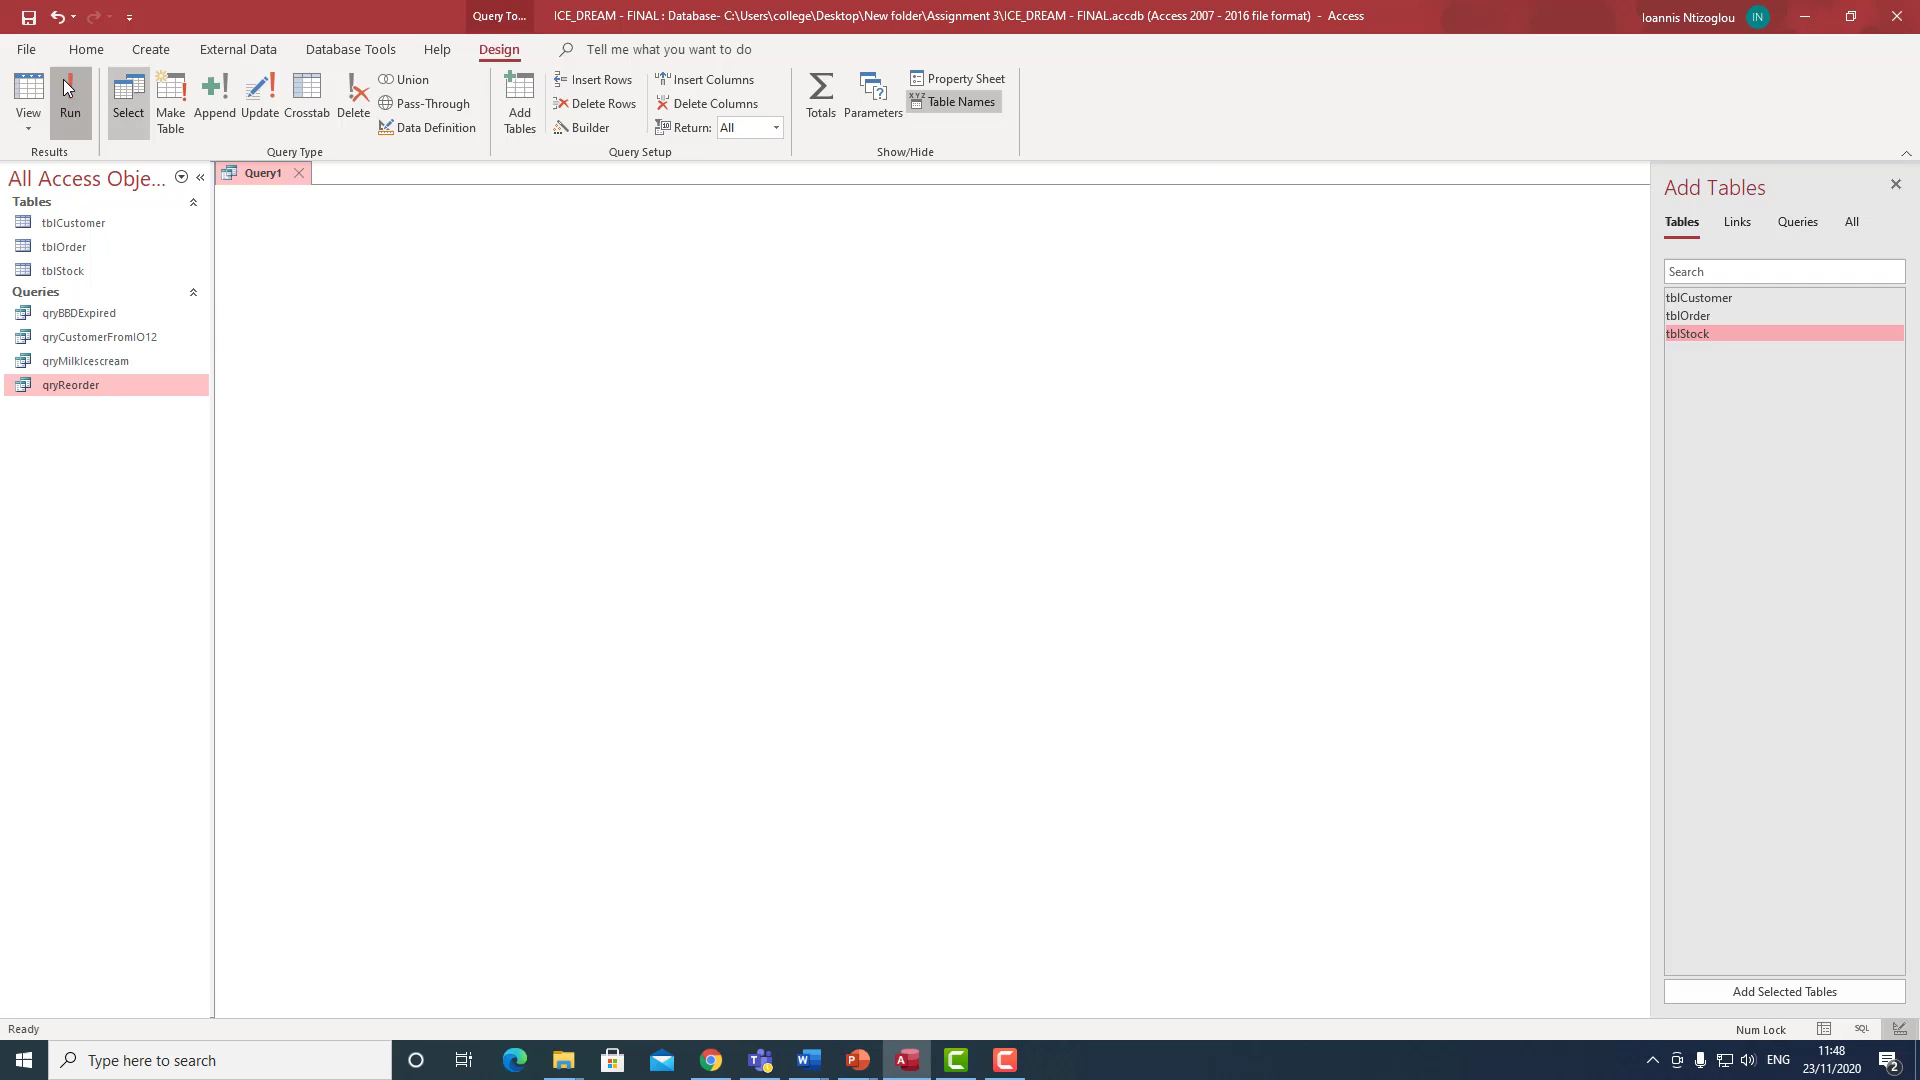 Query To...
ICE_DREAM - FINAL : Database- C:\Users\college\Desktop\New folder\Assignment 3\ICE_DREAM - FINAL.accdb (Access 2007 - 2016 file format) - Access
Ioannis Ntizoglou
IN
File
Home
Create
External Data
Database Tools
Help
Design
Tell me what you want to do
View
Run
Results
Select
Make Table
Append
Update
Crosstab
Delete
Union
Pass-Through
Data Definition
Query Type
Add Tables
Insert Rows
Delete Rows
Builder
Insert Columns
Delete Columns
Return: All
Query Setup
Totals
Parameters
Property Sheet
XYZ
Table Names
Show/Hide
All Access Obje...
Tables
tblCustomer
tblOrder
tblStock
Queries
qryBBDExpired
qryCustomerFromIO12
qryMilkIcescream
qryReorder
Query1
Add Tables
Tables
Links
Queries
All
Search
tblCustomer
tblOrder
tblStock
Add Selected Tables
Ready
Num Lock
SQL
Type here to search
ENG
11:48
23/11/2020
2